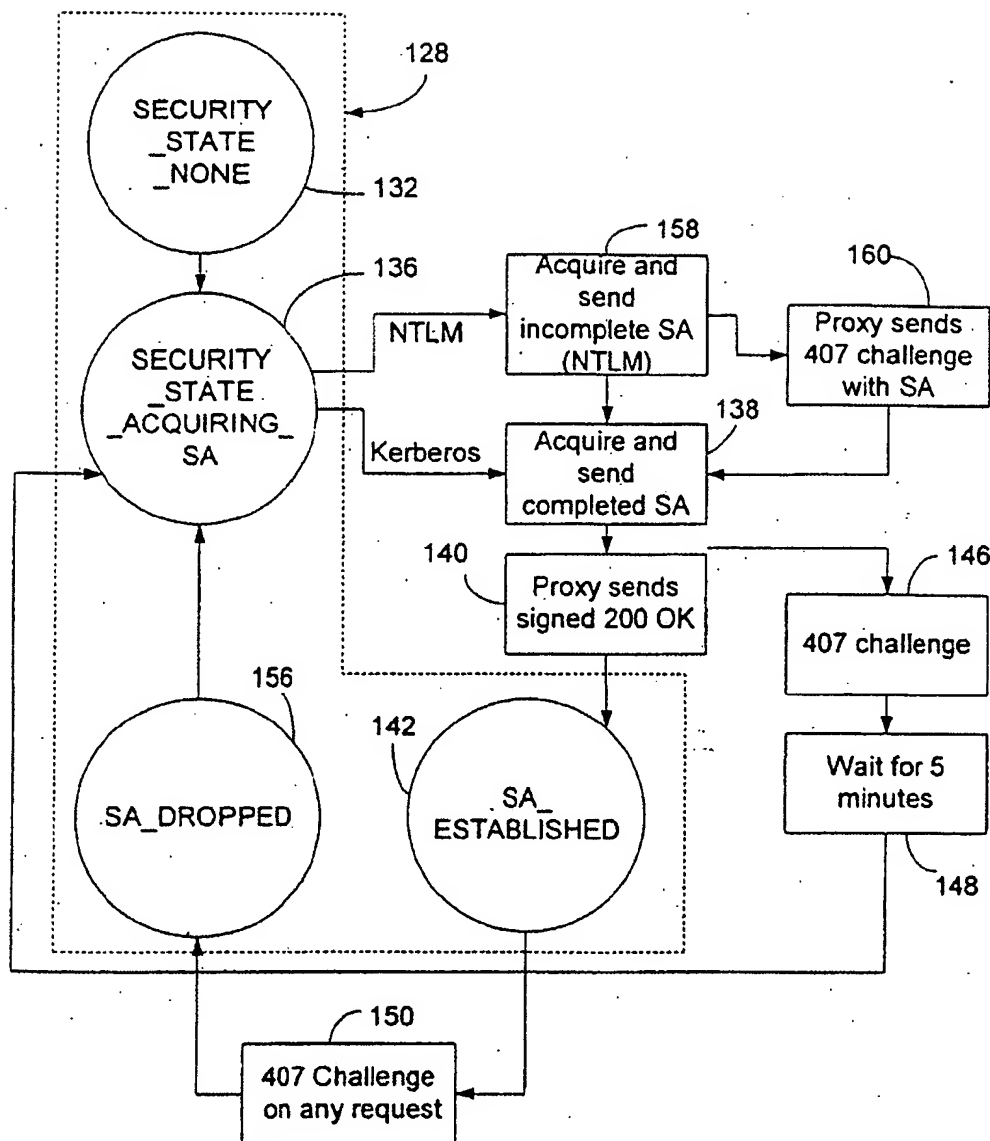 128
SECURITY
_STATE
_NONE
132
136
SECURITY
_STATE
_ACQUIRING_
SA
NTLM
Kerberos
158
Acquire and
send
incomplete SA
(NTLM)
160
Proxy sends
407 challenge
with SA
138
Acquire and
send
completed SA
140
Proxy sends
signed 200 OK
146
407 challenge
156
SA_DROPPED
142
SA_
ESTABLISHED
Wait for 5
minutes
148
150
407 Challenge
on any request